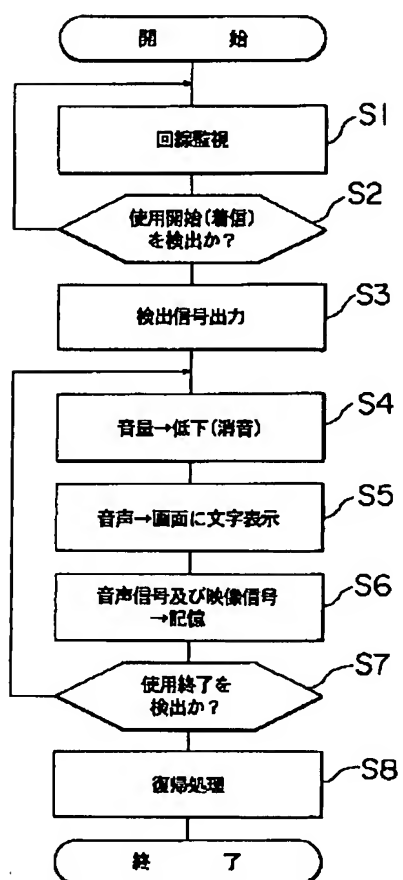 開 始
回線監視
S1
使用開始(着信)
を検出か?
S2
検出信号出力
S3
音量→低下(消音)
S4
音声→画面に文字表示
S5
音声信号及び映像信号
→記憶
S6
使用終了を
検出か?
S7
復帰処理
S8
終 了